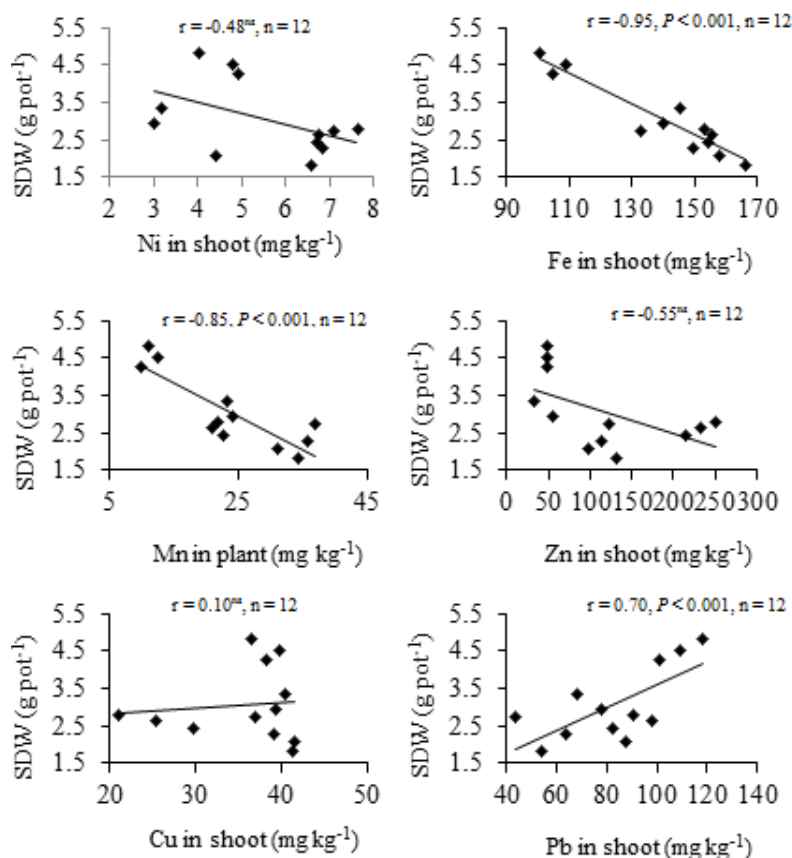 r = -0.48ns, n = 12
SDW (g pot-1)
5.5
4.5
3.5
2.5
1.5
2 3 4 5 6 7 8
Ni in shoot (mg kg-1)
r = -0.95, P < 0.001, n = 12
SDW (g pot-1)
5.5
4.5
3.5
2.5
1.5
90 110 130 150 170
Fe in shoot (mg kg-1)
r = -0.85, P < 0.001, n = 12
SDW (g pot-1)
5.5
4.5
3.5
2.5
1.5
5 25 45
Mn in plant (mg kg-1)
r = -0.55ns, n = 12
SDW (g pot-1)
5.5
4.5
3.5
2.5
1.5
0 50 100 150 200 250 300
Zn in shoot (mg kg-1)
r = 0.10ns, n = 12
SDW (g pot-1)
5.5
4.5
3.5
2.5
1.5
20 30 40 50
Cu in shoot (mg kg-1)
r = 0.70, P < 0.001, n = 12
SDW (g pot-1)
5.5
4.5
3.5
2.5
1.5
40 60 80 100 120 140
Pb in shoot (mg kg-1)